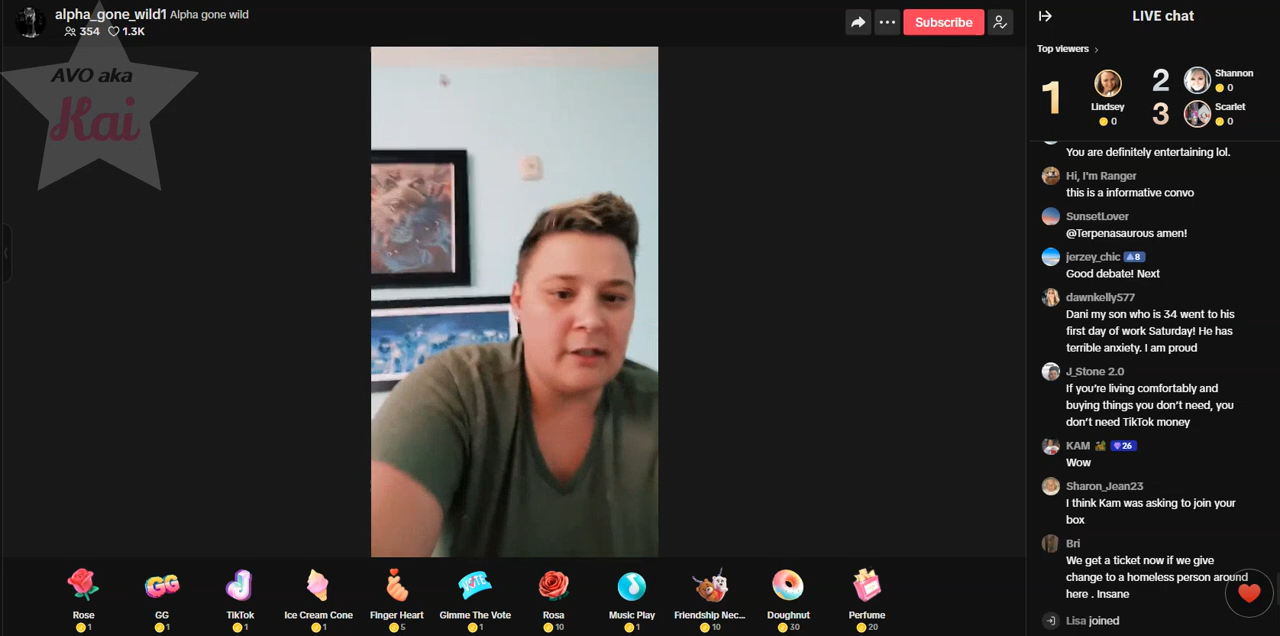 alpha_gone_wild1 Alpha gone wild
354 1.3K
Subscribe
AVO aka
Kai
LIVE chat
Top viewers
1
Lindsey
0
2
Shannon
0
3
Scarlet
0
You are definitely entertaining lol.
Hi, I'm Ranger
this is a informative convo
SunsetLover
@Terpenasaurous amen!
jerzey_chic 8
Good debate! Next
dawnkelly577
Dani my son who is 34 went to his
first day of work Saturday! He has
terrible anxiety. I am proud
J_Stone 2.0
If you're living comfortably and
buying things you don't need, you
don't need TikTok money
KAM 26
Wow
Sharon_Jean23
I think Kam was asking to join your
box
Bri
We get a ticket now if we give
change to a homeless person around
here . Insane
Lisa joined
GG
VOTE
Rose
1
GG
1
TikTok
1
Ice Cream Cone
1
Finger Heart
5
Gimme The Vote
1
Rosa
10
Music Play
1
Friendship Nec...
10
Doughnut
30
Perfume
20